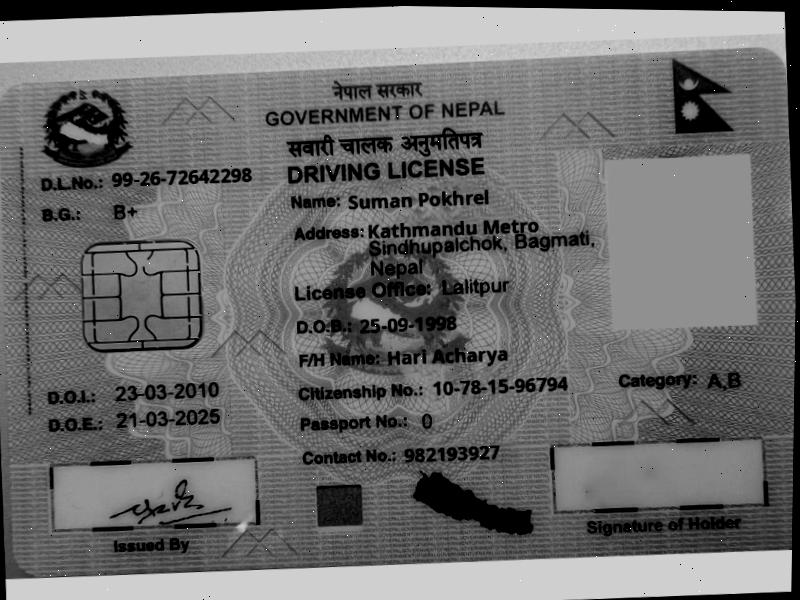 नेपाल सरकार
GOVERNMENT OF NEPAL
सवारी चालक अनुमतिपत्र
DRIVING LICENSE
D.L.No.: 99-26-72642298
B.G.: B+
Name: Suman Pokhrel
Address: Kathmandu Metro
Sindhupalchok, Bagmati,
Nepal
License Office: Lalitpur
D.O.B.: 25-09-1998
F/H Name: Hari Acharya
Citizenship No.: 10-78-15-96794
Category: A,B
D.O.I.: 23-03-2010
D.O.E.: 21-03-2025
Passport No.: 0
Contact No.: 982193927
Issued By
Signature of Holder